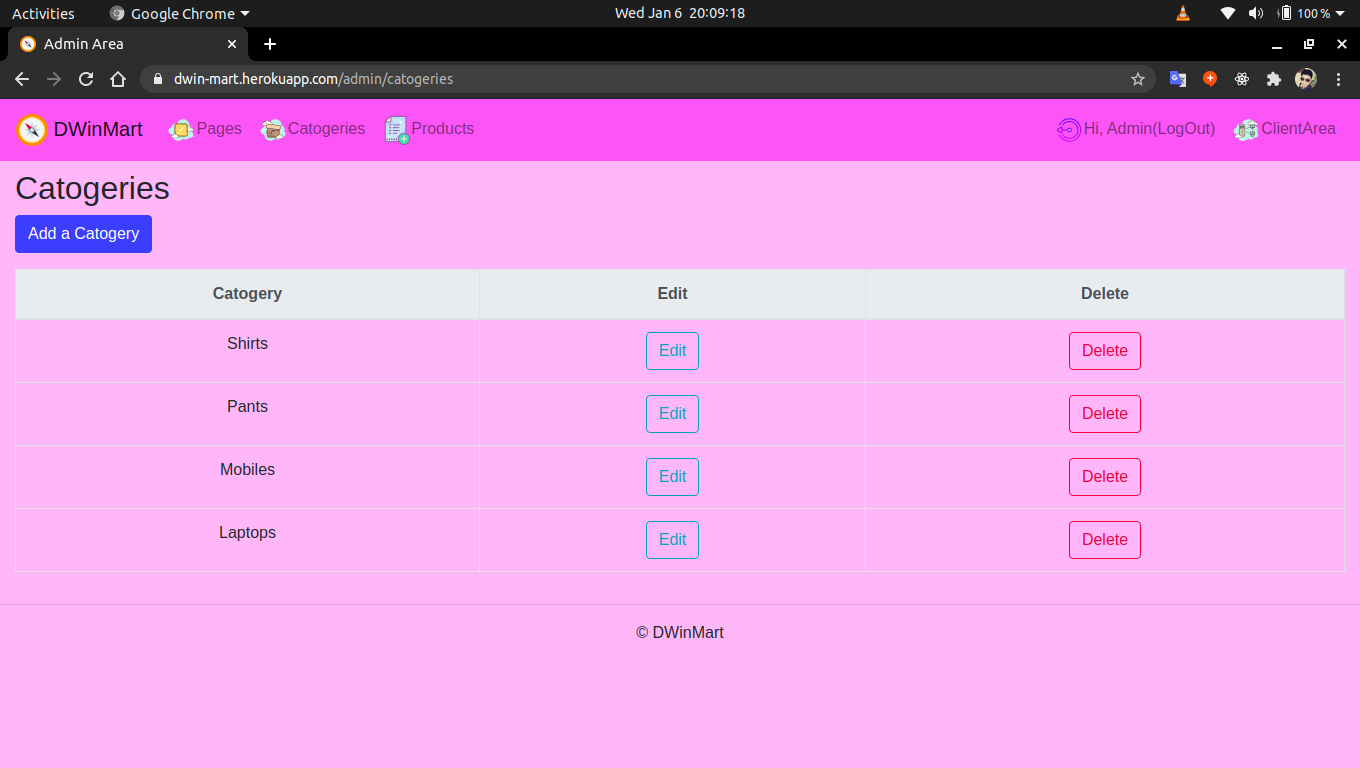 Activities Google Chrome Wed Jan 6 20:09:18 100 %
Admin Area
dwin-mart.herokuapp.com/admin/catogeries
DWinMart Pages Catogeries Products Hi, Admin(LogOut) ClientArea
Catogeries
Add a Catogery
Catogery Edit Delete
Shirts Edit Delete
Pants Edit Delete
Mobiles Edit Delete
Laptops Edit Delete
© DWinMart